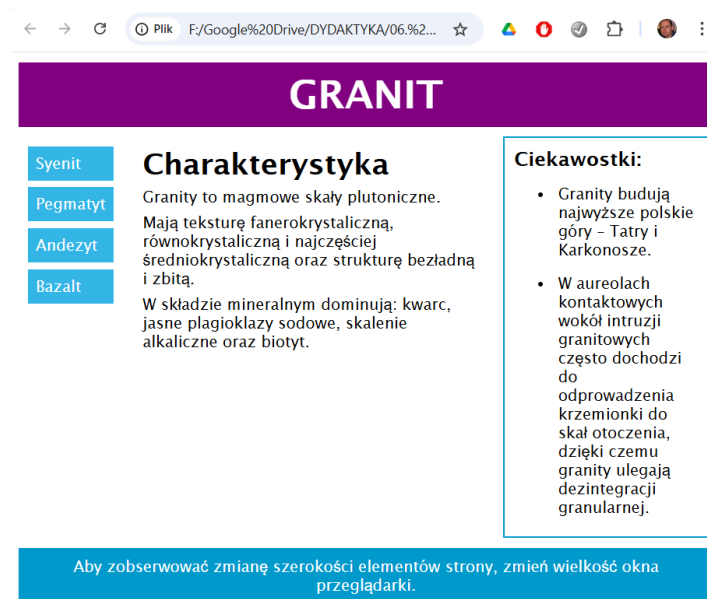 Plik F:/Google%20Drive/DYDAKTYKA/06.%2...
GRANIT
Syenit
Pegmatyt
Andezyt
Bazalt
Charakterystyka
Granity to magmowe skały plutoniczne.
Mają teksturę fanerokrystaliczną,
równokrystaliczną i najczęściej
średniokrystaliczną oraz strukturę bezładną
i zbitą.
W składzie mineralnym dominują: kwarc,
jasne plagioklazy sodowe, skalenie
alkaliczne oraz biotyt.
Ciekawostki:
• Granity budują
najwyższe polskie
góry – Tatry i
Karkonosze.
• W aureolach
kontaktowych
wokół intruzji
granitowych
często dochodzi
do
odprowadzenia
krzemionki do
skał otoczenia,
dzięki czemu
granity ulegają
dezintegracji
granularnej.
Aby zobserwować zmianę szerokości elementów strony, zmień wielkość okna
przeglądarki.